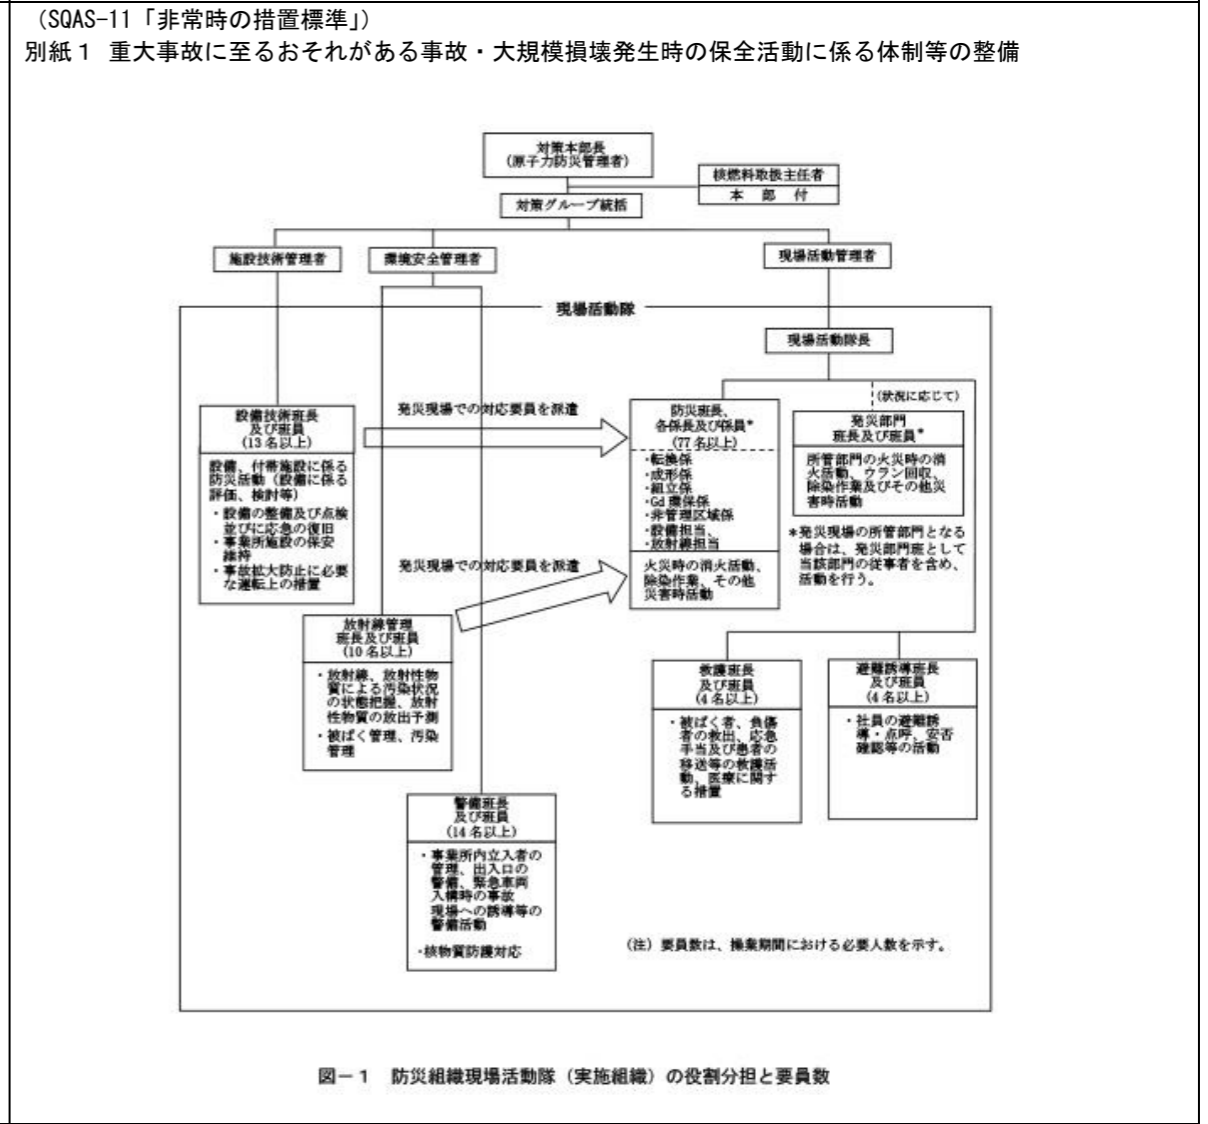 （SQAS-11「非常時の措置標準」）
別紙１ 重大事故に至るおそれがある事故・大規模損壊発生時の保全活動に係る体制等の整備
対策本部長
(原子力防災管理者)
核燃料取扱主任者
本 部 付
対策グループ統括
施設技術管理者
環境安全管理者
現場活動管理者
現場活動隊
現場活動隊長
設備技術班長
及び班員
(13名以上)
設備、付帯施設に係る
防災活動（設備に係る
評価、検討等）
・設備の整備及び点検
並びに応急の復旧
・事業所施設の保安
維持
・事故拡大防止に必要
な運転上の措置
発災現場での対応要員を派遣
防災班長、
各係長及び係員*
(77名以上)
・転換係
・成形係
・組立係
・Gd環保係
・非管理区域係
・設備担当、
・放射線担当
火災時の消火活動、
除染作業、その他
災害時活動
(状況に応じて)
発災部門
班長及び班員*
所管部門の火災時の消
火活動、ウラン回収、
除染作業及びその他災
害時活動
*発災現場の所管部門となる
場合は、発災部門班として
当該部門の従事者を含め、
活動を行う。
発災現場での対応要員を派遣
放射線管理
班長及び班員
(10名以上)
・放射線、放射性物
質による汚染状況
の状態把握、放射
性物質の放出予測
・被ばく管理、汚染
管理
救護班長
及び班員
(4名以上)
・被ばく者、負傷
者の救出、応急
手当及び患者の
移送等の救護活
動、医療に関す
る措置
避難誘導班長
及び班員
(4名以上)
・社員の避難誘
導・点呼、安否
確認等の活動
警備班長
及び班員
(14名以上)
・事業所内立入者の
管理、出入口の
警備、緊急車両
入構時の事故
現場への誘導等の
警備活動
・核物質防護対応
（注）要員数は、操業期間における必要人数を示す。
図－１ 防災組織現場活動隊（実施組織）の役割分担と要員数